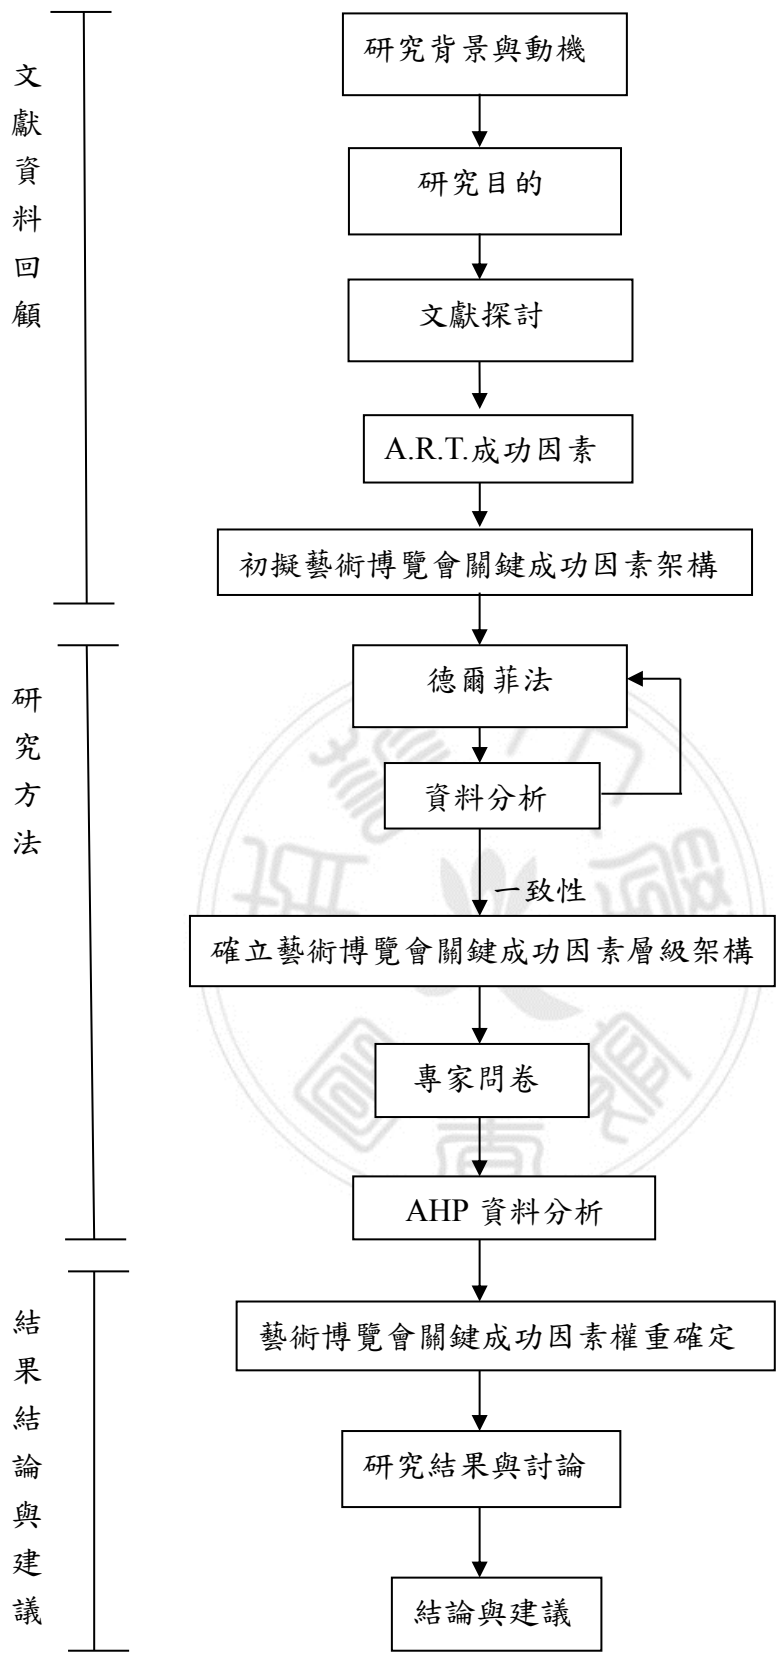 文獻資料回顧
研究背景與動機
研究目的
文獻探討
A.R.T.成功因素
初擬藝術博覽會關鍵成功因素架構
研究方法
德爾菲法
資料分析
一致性
確立藝術博覽會關鍵成功因素層級架構
專家問卷
AHP 資料分析
結果結論與建議
藝術博覽會關鍵成功因素權重確定
研究結果與討論
結論與建議